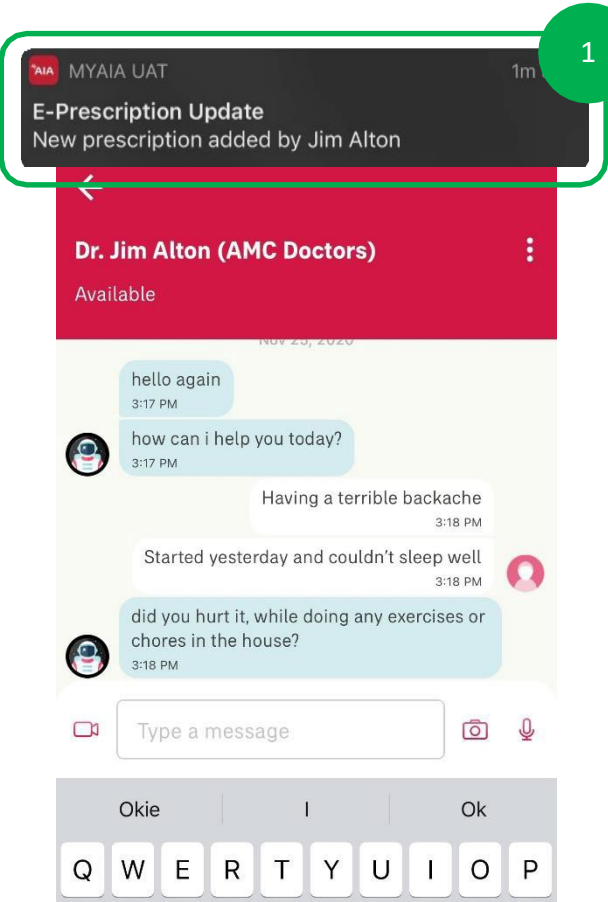 1
AIA MYAIA UAT 1m
E-Prescription Update
New prescription added by Jim Alton
Dr. Jim Alton (AMC Doctors)
Available
Nov 25, 2020
hello again
3:17 PM
how can i help you today?
3:17 PM
Having a terrible backache
3:18 PM
Started yesterday and couldn't sleep well
3:18 PM
did you hurt it, while doing any exercises or
chores in the house?
3:18 PM
Type a message
Okie I Ok
Q W E R T Y U I O P